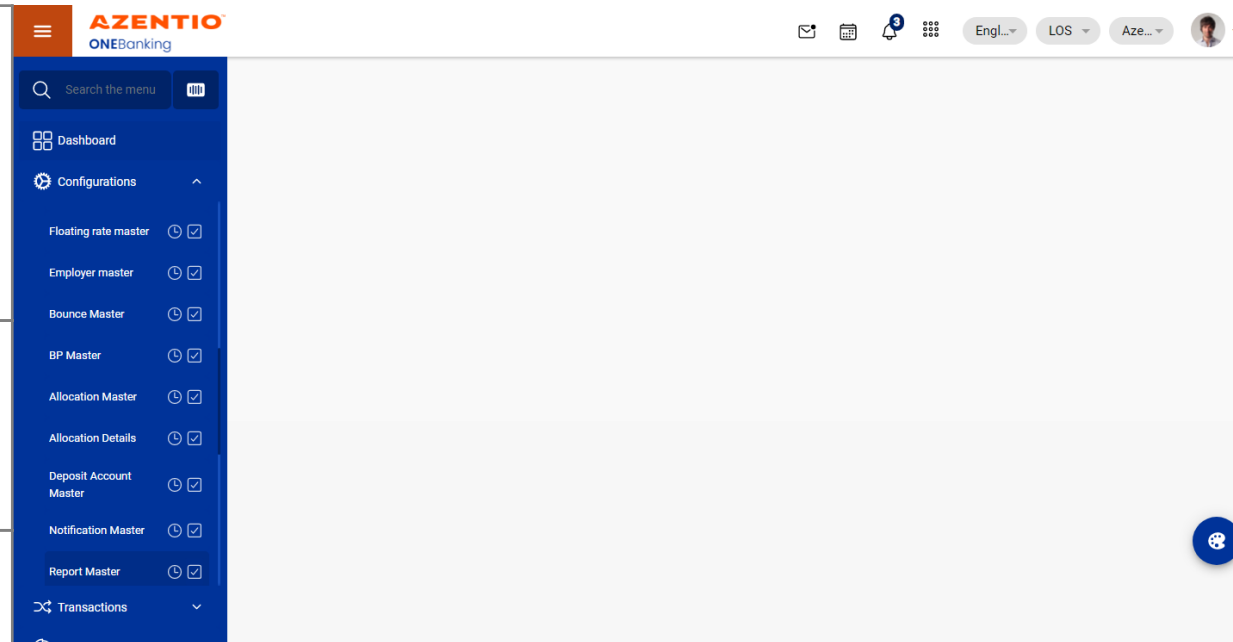 AZENTIO
ONEBanking
3
Engl...
LOS
Aze...
Search the menu
Dashboard
Configurations
Floating rate master
Employer master
Bounce Master
BP Master
Allocation Master
Allocation Details
Deposit Account
Master
Notification Master
Report Master
Transactions